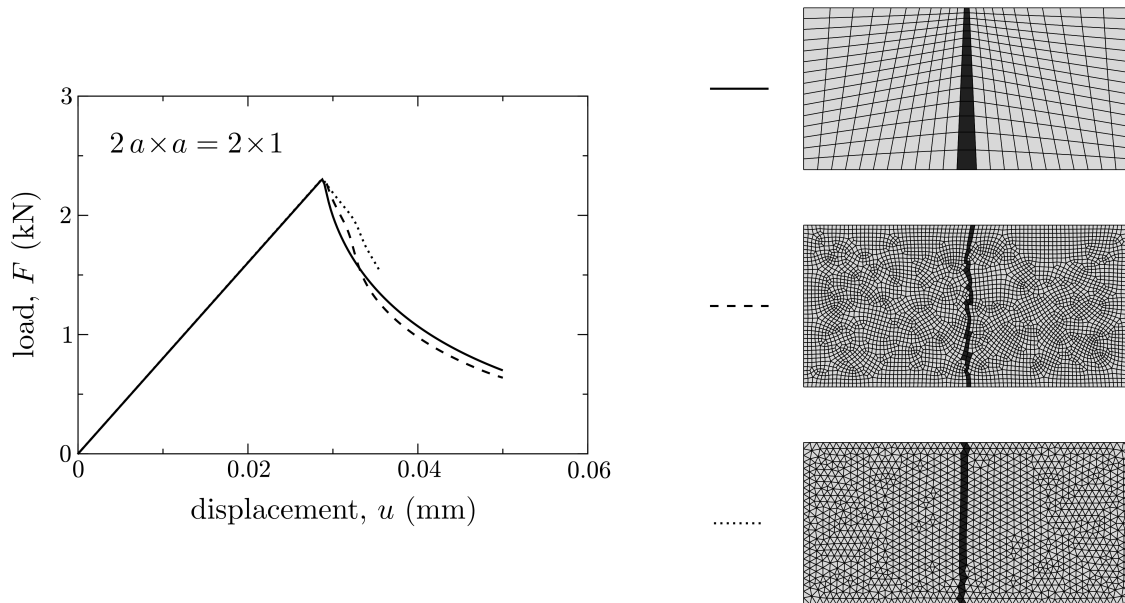 3
2 a × a = 2 × 1
2
load, F (kN)
1
0
0 0.02 0.04 0.06
displacement, u (mm)